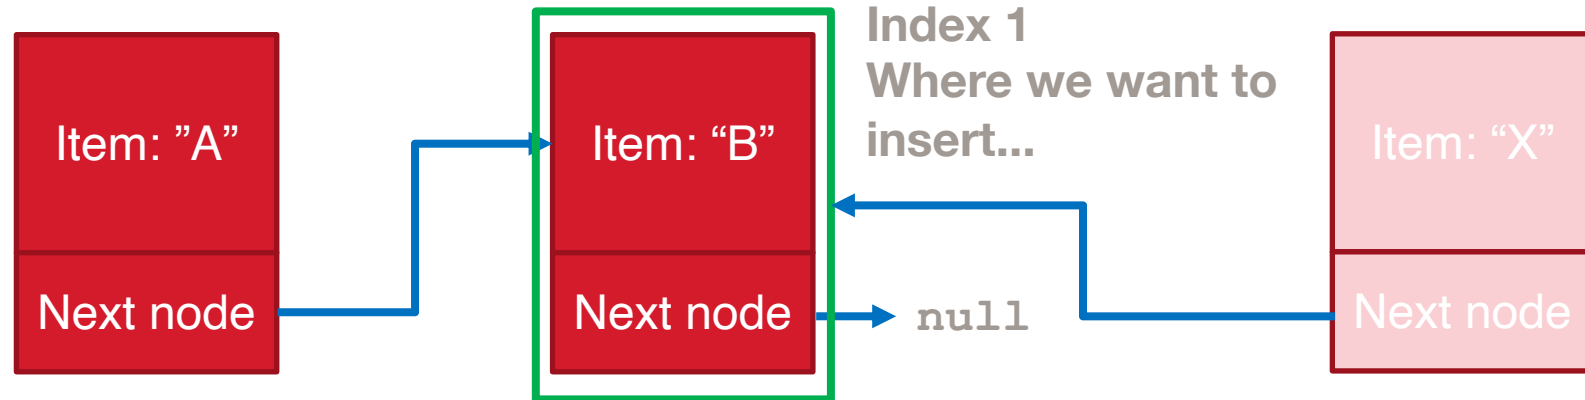 Item: ”A”
Next node
Item: “B”
Next node
null
Index 1
Where we want to
insert...
Item: “X”
Next node